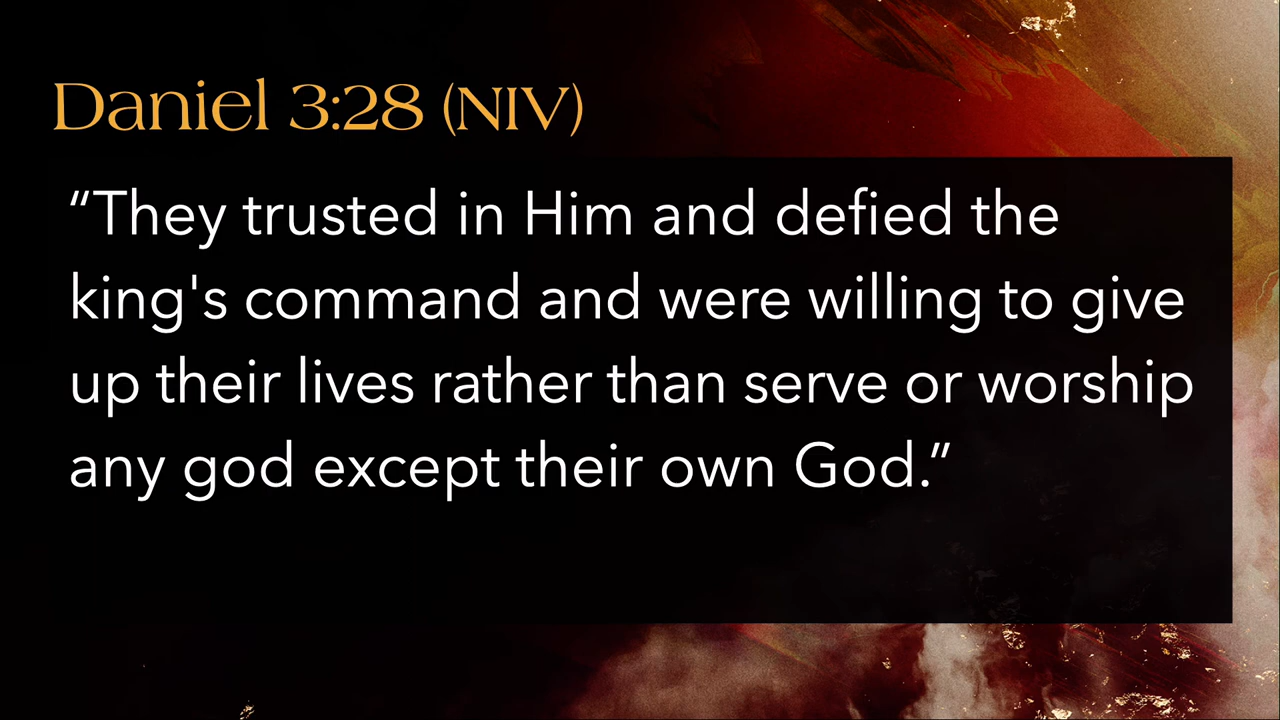 Daniel 3:28 (NIV)
“They trusted in Him and defied the
king's command and were willing to give
up their lives rather than serve or worship
any god except their own God.”